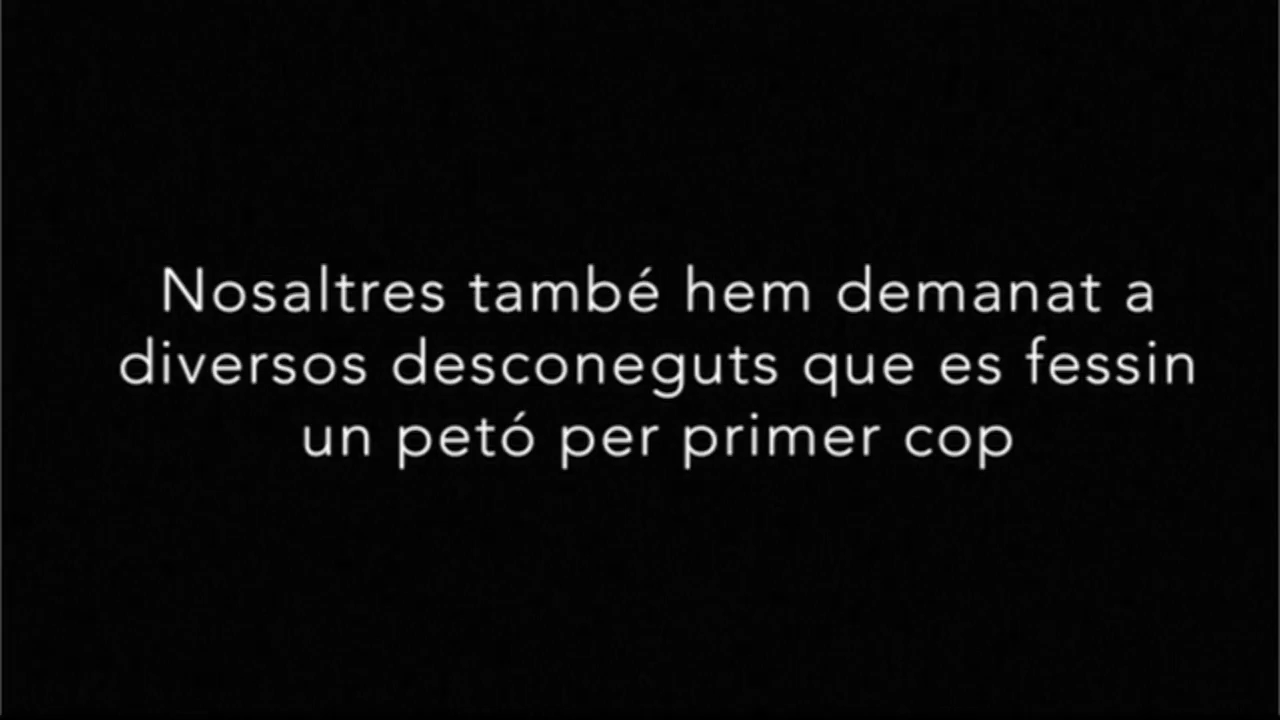 Nosaltres també hem demanat a
diversos desconeguts que es fessin
un petó per primer cop